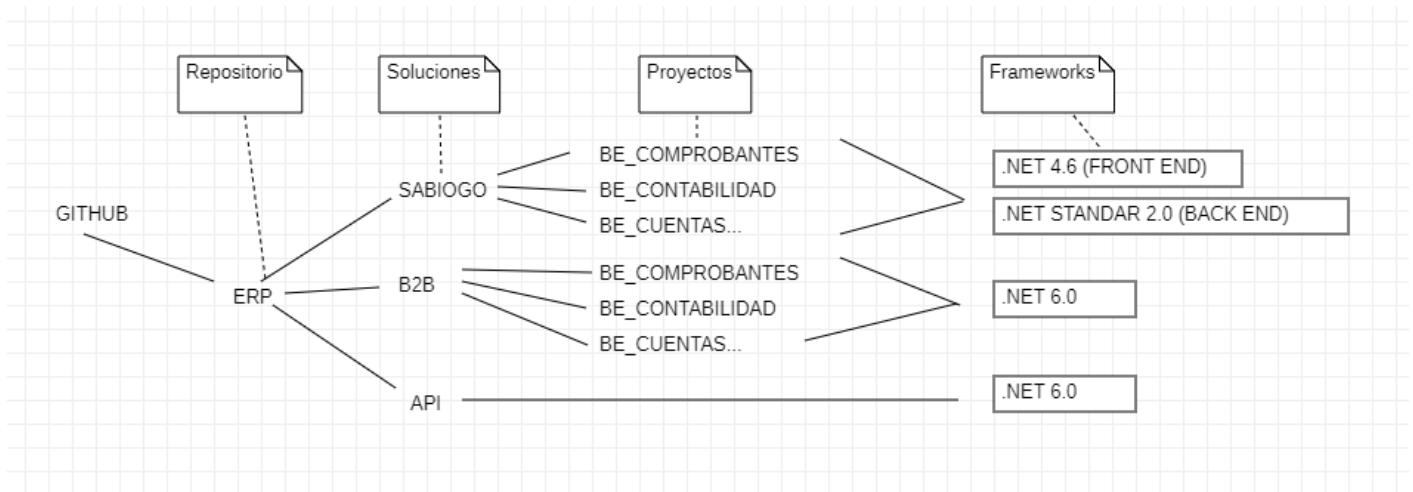 Repositorio
Soluciones
Proyectos
Frameworks
BE_COMPROBANTES
.NET 4.6 (FRONT END)
SABIOGO
BE_CONTABILIDAD
GITHUB
BE_CUENTAS...
.NET STANDAR 2.0 (BACK END)
BE_COMPROBANTES
B2B
ERP
.NET 6.0
BE_CONTABILIDAD
BE_CUENTAS...
API
.NET 6.0